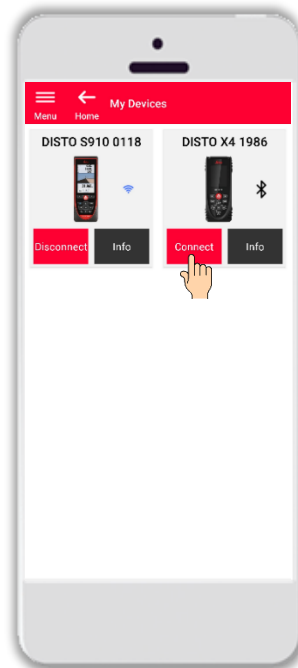 Menu
Home
My Devices
DISTO S910 0118
DISTO X4 1986
Disconnect
Info
Connect
Info